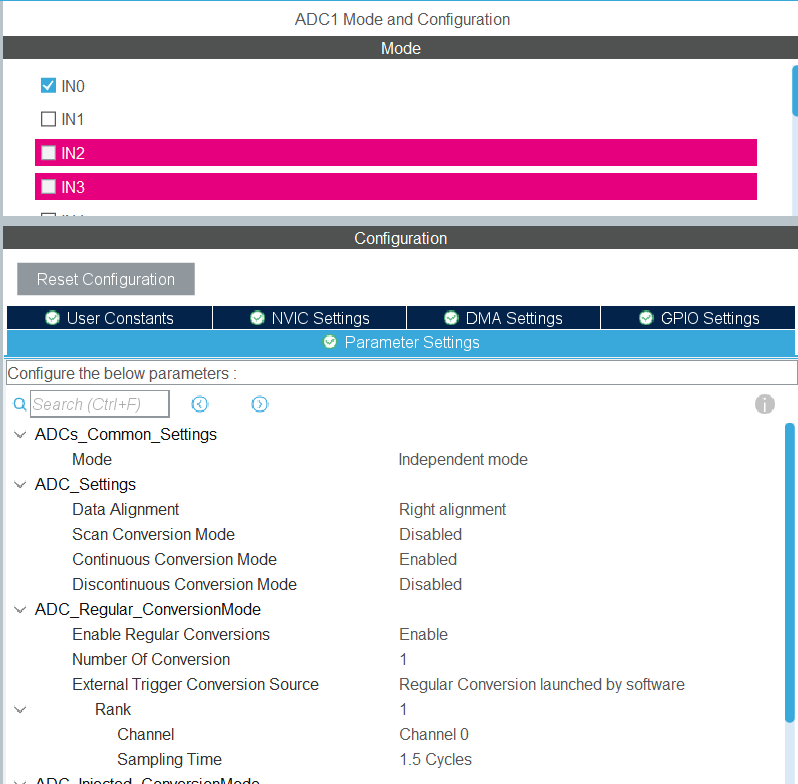 ADC1 Mode and Configuration
Mode
IN0
IN1
IN2
IN3
Configuration
Reset Configuration
User Constants NVIC Settings DMA Settings GPIO Settings
Parameter Settings
Configure the below parameters :
Search (Ctrl+F)
ADCs_Common_Settings
Mode Independent mode
ADC_Settings
Data Alignment Right alignment
Scan Conversion Mode Disabled
Continuous Conversion Mode Enabled
Discontinuous Conversion Mode Disabled
ADC_Regular_ConversionMode
Enable Regular Conversions Enable
Number Of Conversion 1
External Trigger Conversion Source Regular Conversion launched by software
Rank 1
Channel Channel 0
Sampling Time 1.5 Cycles
ADC_Injected_ConversionMode